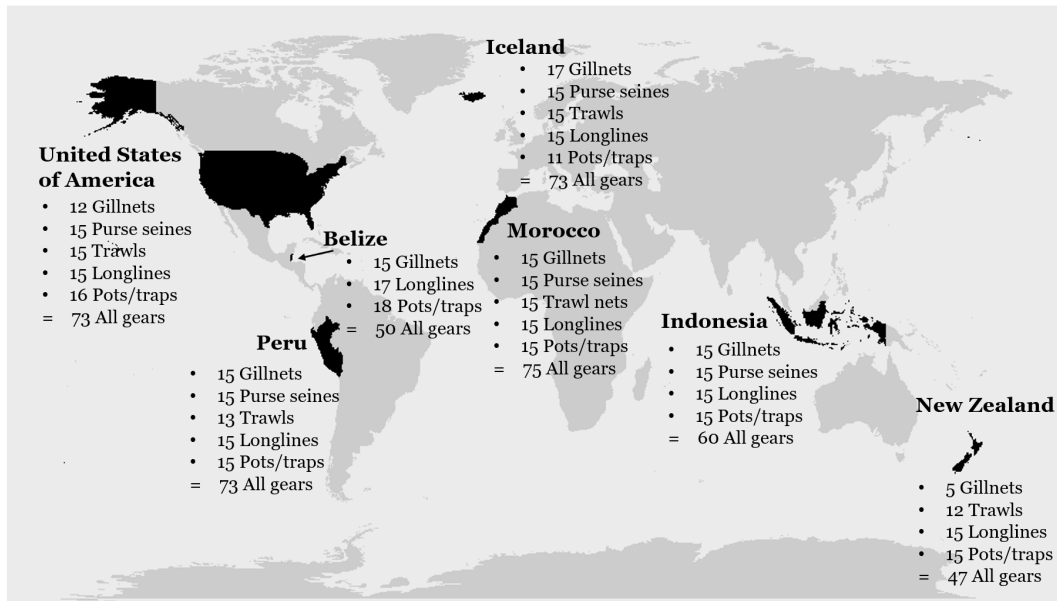 Iceland
• 17 Gillnets
• 15 Purse seines
• 15 Trawls
• 15 Longlines
• 11 Pots/traps
= 73 All gears
United States
of America
• 12 Gillnets
• 15 Purse seines
• 15 Trawls
• 15 Longlines
• 16 Pots/traps
= 73 All gears
Belize
• 15 Gillnets
• 17 Longlines
• 18 Pots/traps
= 50 All gears
Morocco
• 15 Gillnets
• 15 Purse seines
• 15 Trawl nets
• 15 Longlines
• 15 Pots/traps
= 75 All gears
Peru
• 15 Gillnets
• 15 Purse seines
• 13 Trawls
• 15 Longlines
• 15 Pots/traps
= 73 All gears
Indonesia
• 15 Gillnets
• 15 Purse seines
• 15 Longlines
• 15 Pots/traps
= 60 All gears
New Zealand
• 5 Gillnets
• 12 Trawls
• 15 Longlines
• 15 Pots/traps
= 47 All gears